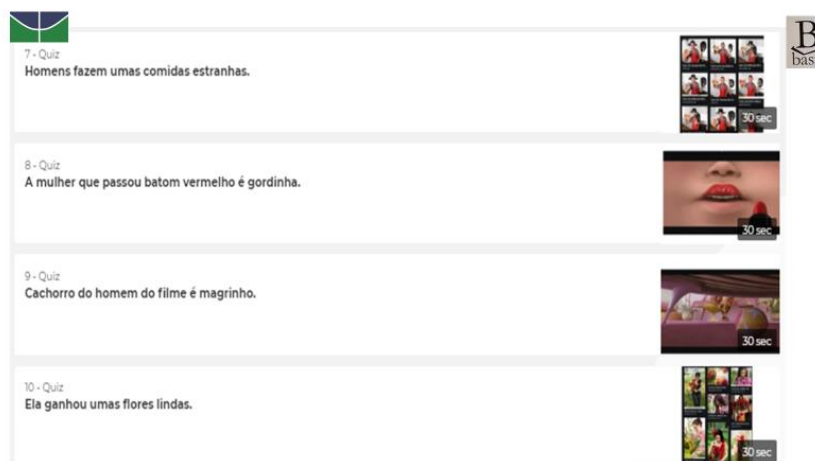 7 - Quiz
Homens fazem umas comidas estranhas.
30 sec
8 - Quiz
A mulher que passou batom vermelho é gordinha.
30 sec
9 - Quiz
Cachorro do homem do filme é magrinho.
30 sec
10 - Quiz
Ela ganhou umas flores lindas.
30 sec
B
bas